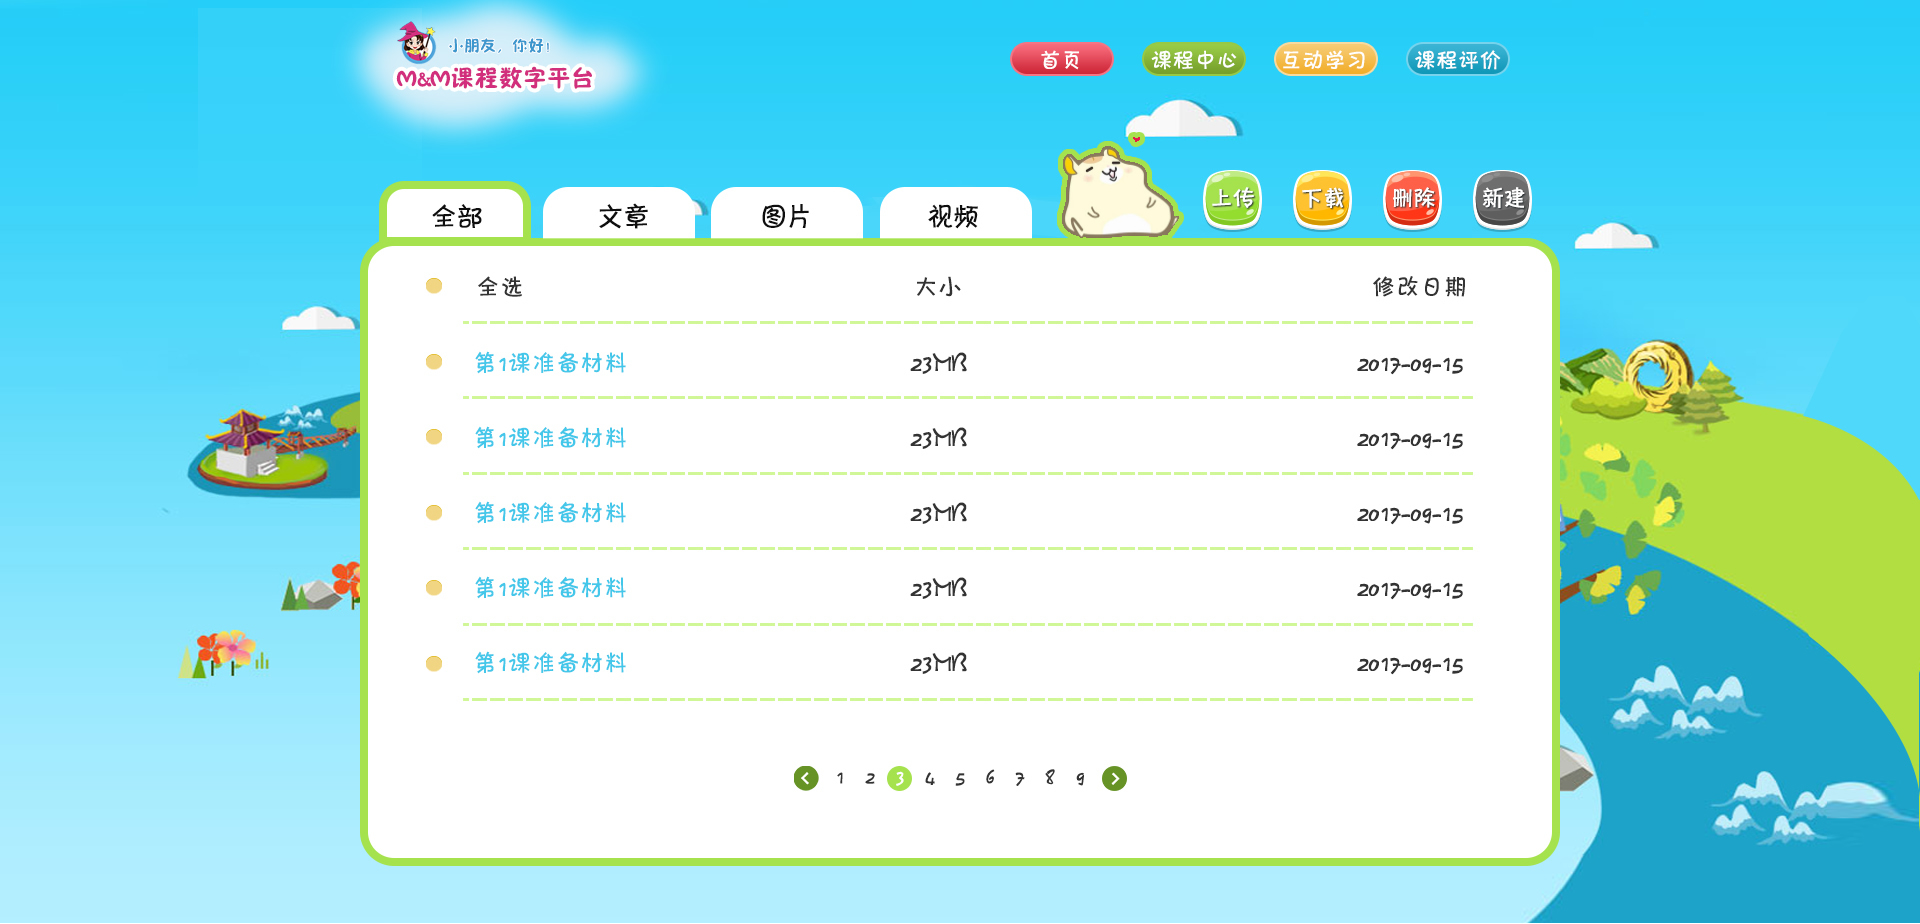 小朋友，你好!
M&M课程数字平台
首页 课程中心 互动学习 课程评价
全部 文章 图片 视频
上传 下载 删除 新建
全选 大小 修改日期
第1课准备材料 23MB 2017-09-15
第1课准备材料 23MB 2017-09-15
第1课准备材料 23MB 2017-09-15
第1课准备材料 23MB 2017-09-15
第1课准备材料 23MB 2017-09-15
1 2 3 4 5 6 7 8 9